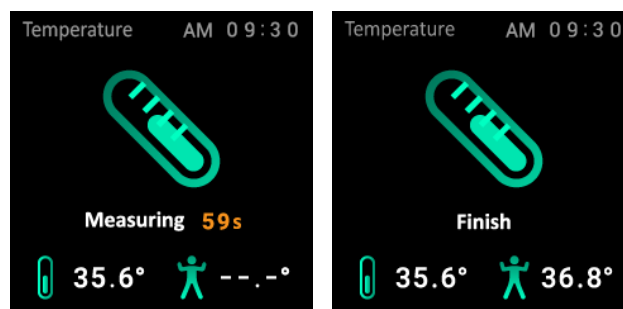 Temperature AM 09:30
Measuring 59s
35.6° --.-°
Temperature AM 09:30
Finish
35.6° 36.8°